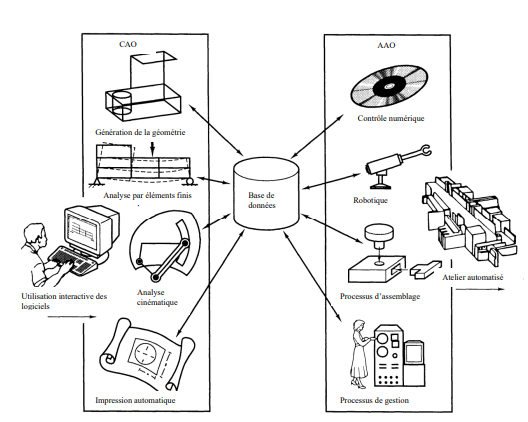 CAO
AAO
Génération de la géométrie
Contrôle numérique
Analyse par éléments finis
Base de
données
Robotique
Utilisation interactive des
logiciels
Analyse
cinématique
Processus d'assemblage
Atelier automatisé
Impression automatique
Processus de gestion